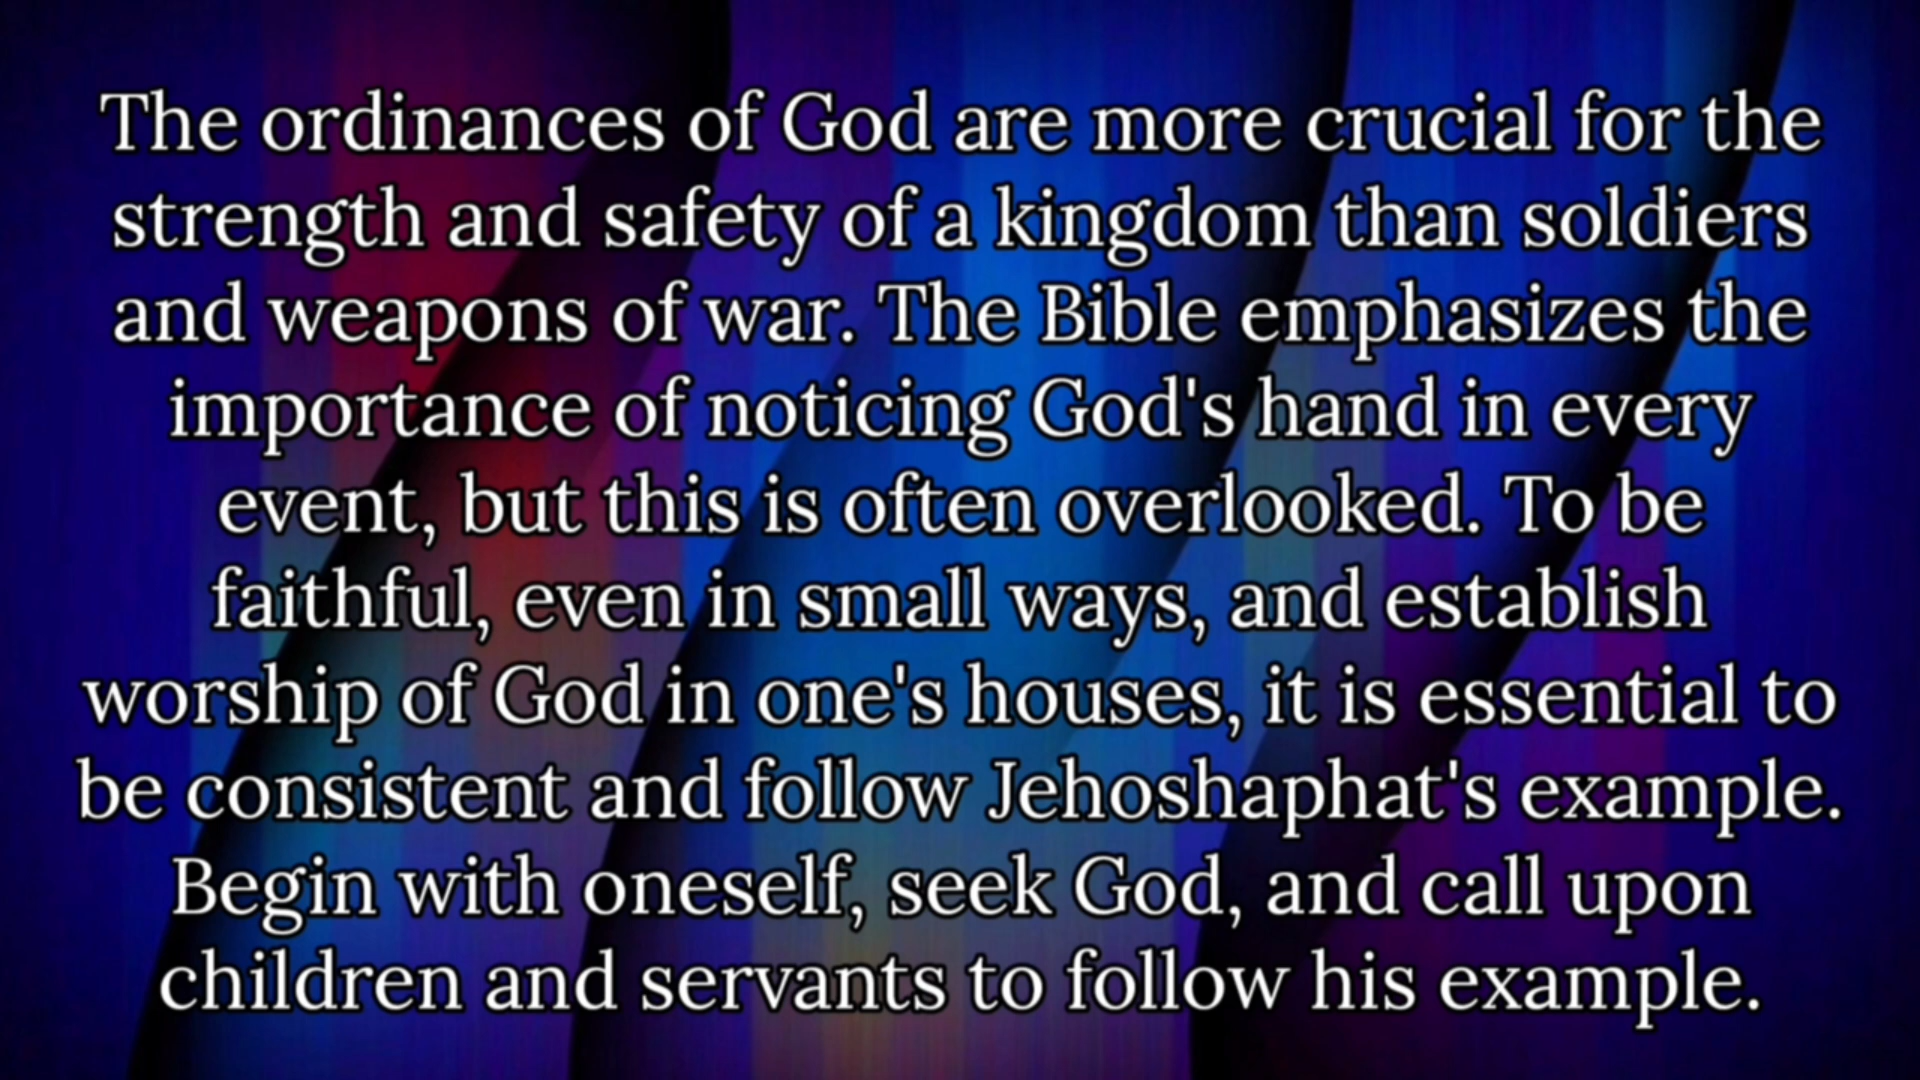 The ordinances of God are more crucial for the
strength and safety of a kingdom than soldiers
and weapons of war. The Bible emphasizes the
importance of noticing God's hand in every
event, but this is often overlooked. To be
faithful, even in small ways, and establish
worship of God in one's houses, it is essential to
be consistent and follow Jehoshaphat's example.
Begin with oneself, seek God, and call upon
children and servants to follow his example.